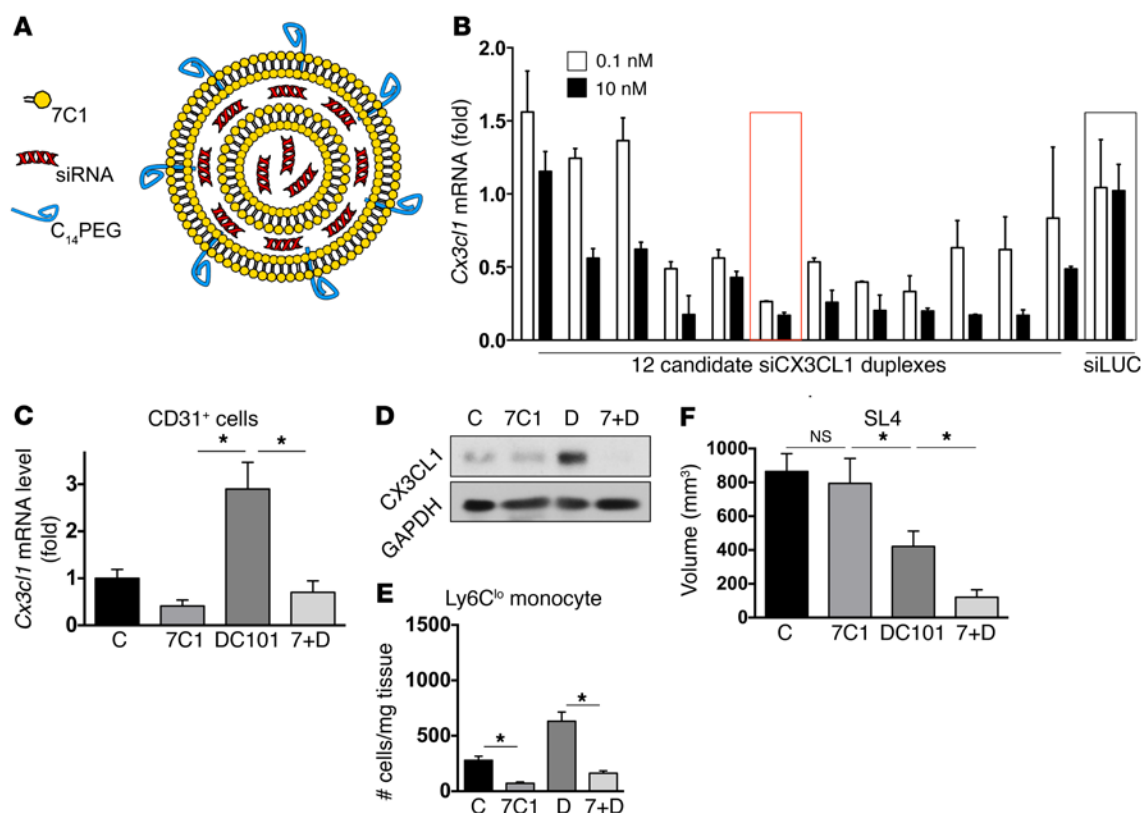 A
7C1
siRNA
C14PEG
B
Cx3cl1 mRNA (fold)
2.0
1.5
1.0
0.5
0.0
0.1 nM
10 nM
12 candidate siCX3CL1 duplexes
siLUC
C
CD31+ cells
Cx3cl1 mRNA level
(fold)
3
2
1
0
* *
C 7C1 DC101 7+D
D
C 7C1 D 7+D
CX3CL1
GAPDH
E
Ly6Clo monocyte
# cells/mg tissue
1500
1000
500
0
* *
C 7C1 D 7+D
F
SL4
Volume (mm3)
1000
800
600
400
200
0
NS * *
C 7C1 DC101 7+D